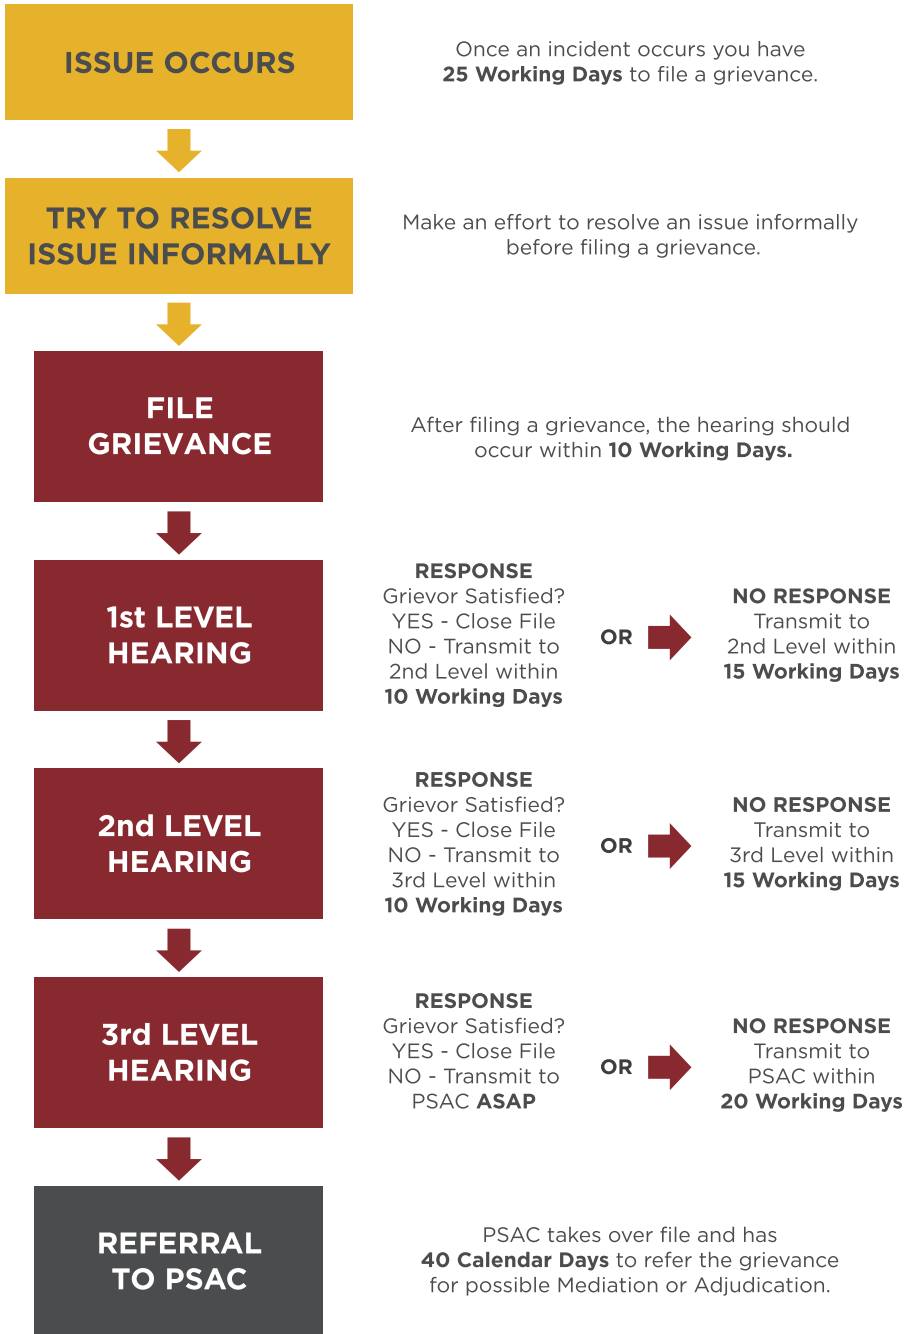 ISSUE OCCURS
Once an incident occurs you have
25 Working Days to file a grievance.
TRY TO RESOLVE
ISSUE INFORMALLY
Make an effort to resolve an issue informally
before filing a grievance.
FILE
GRIEVANCE
After filing a grievance, the hearing should
occur within 10 Working Days.
1st LEVEL
HEARING
RESPONSE
Grievor Satisfied?
YES - Close File
NO - Transmit to
2nd Level within
10 Working Days
OR
NO RESPONSE
Transmit to
2nd Level within
15 Working Days
2nd LEVEL
HEARING
RESPONSE
Grievor Satisfied?
YES - Close File
NO - Transmit to
3rd Level within
10 Working Days
OR
NO RESPONSE
Transmit to
3rd Level within
15 Working Days
3rd LEVEL
HEARING
RESPONSE
Grievor Satisfied?
YES - Close File
NO - Transmit to
PSAC ASAP
OR
NO RESPONSE
Transmit to
PSAC within
20 Working Days
REFERRAL
TO PSAC
PSAC takes over file and has
40 Calendar Days to refer the grievance
for possible Mediation or Adjudication.